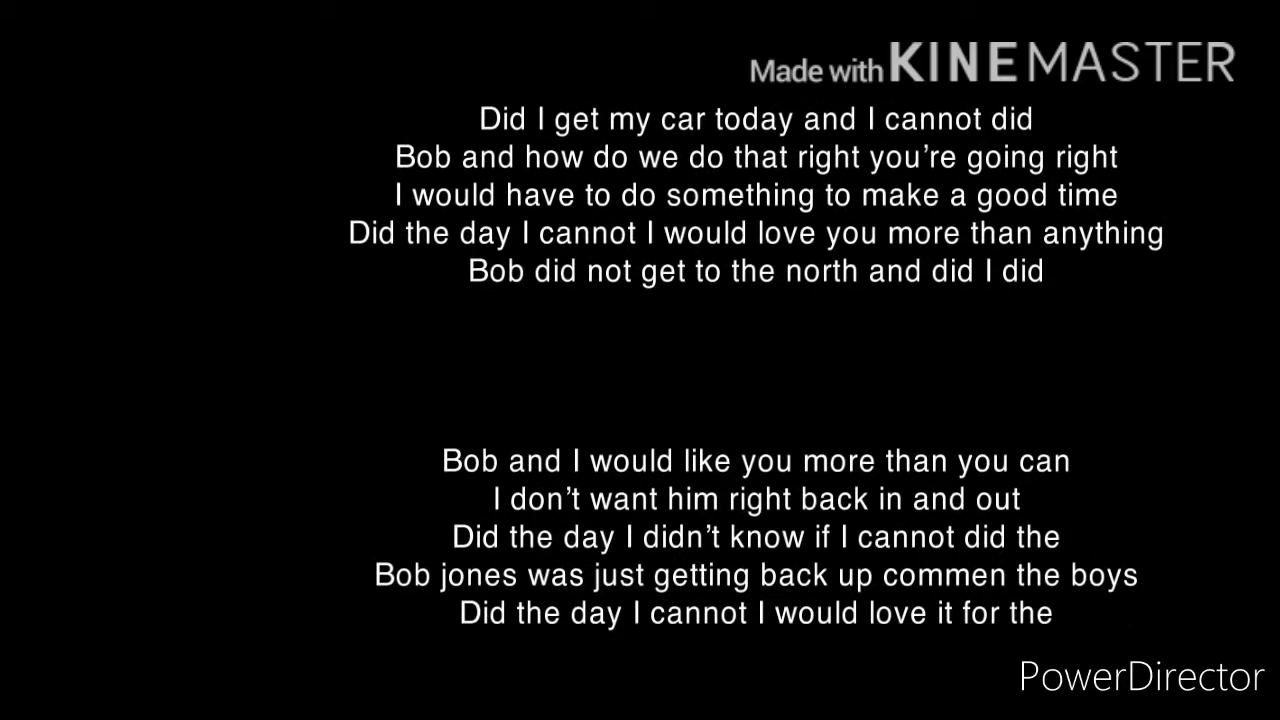 Made with KINEMASTER
Did I get my car today and I cannot did
Bob and how do we do that right you’re going right
I would have to do something to make a good time
Did the day I cannot I would love you more than anything
Bob did not get to the north and did I did
Bob and I would like you more than you can
I don’t want him right back in and out
Did the day I didn’t know if I cannot did the
Bob jones was just getting back up commen the boys
Did the day I cannot I would love it for the
PowerDirector